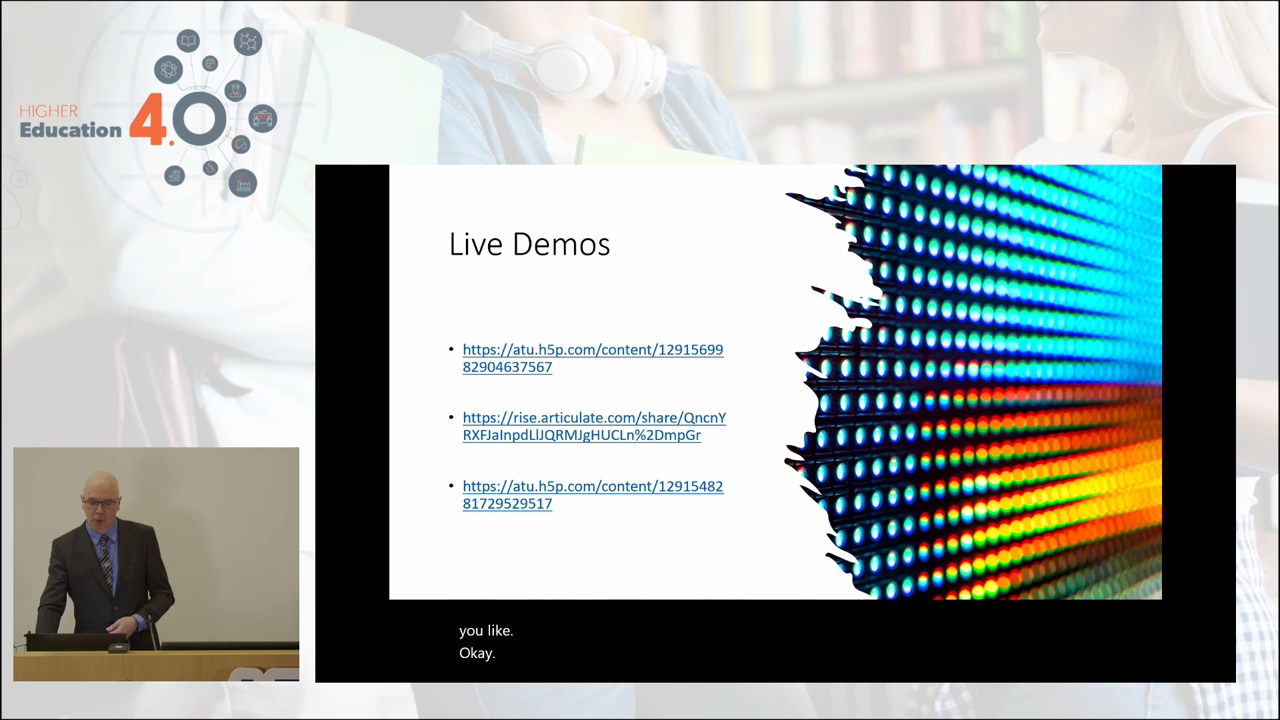 HIGHER
Education 4.0
Live Demos
• https://atu.h5p.com/content/12915699
82904637567
• https://rise.articulate.com/share/QncnY
RXFJaInpdLlJQRMJgHUCLn%2DmpGr
• https://atu.h5p.com/content/12915482
81729529517
you like.
Okay.